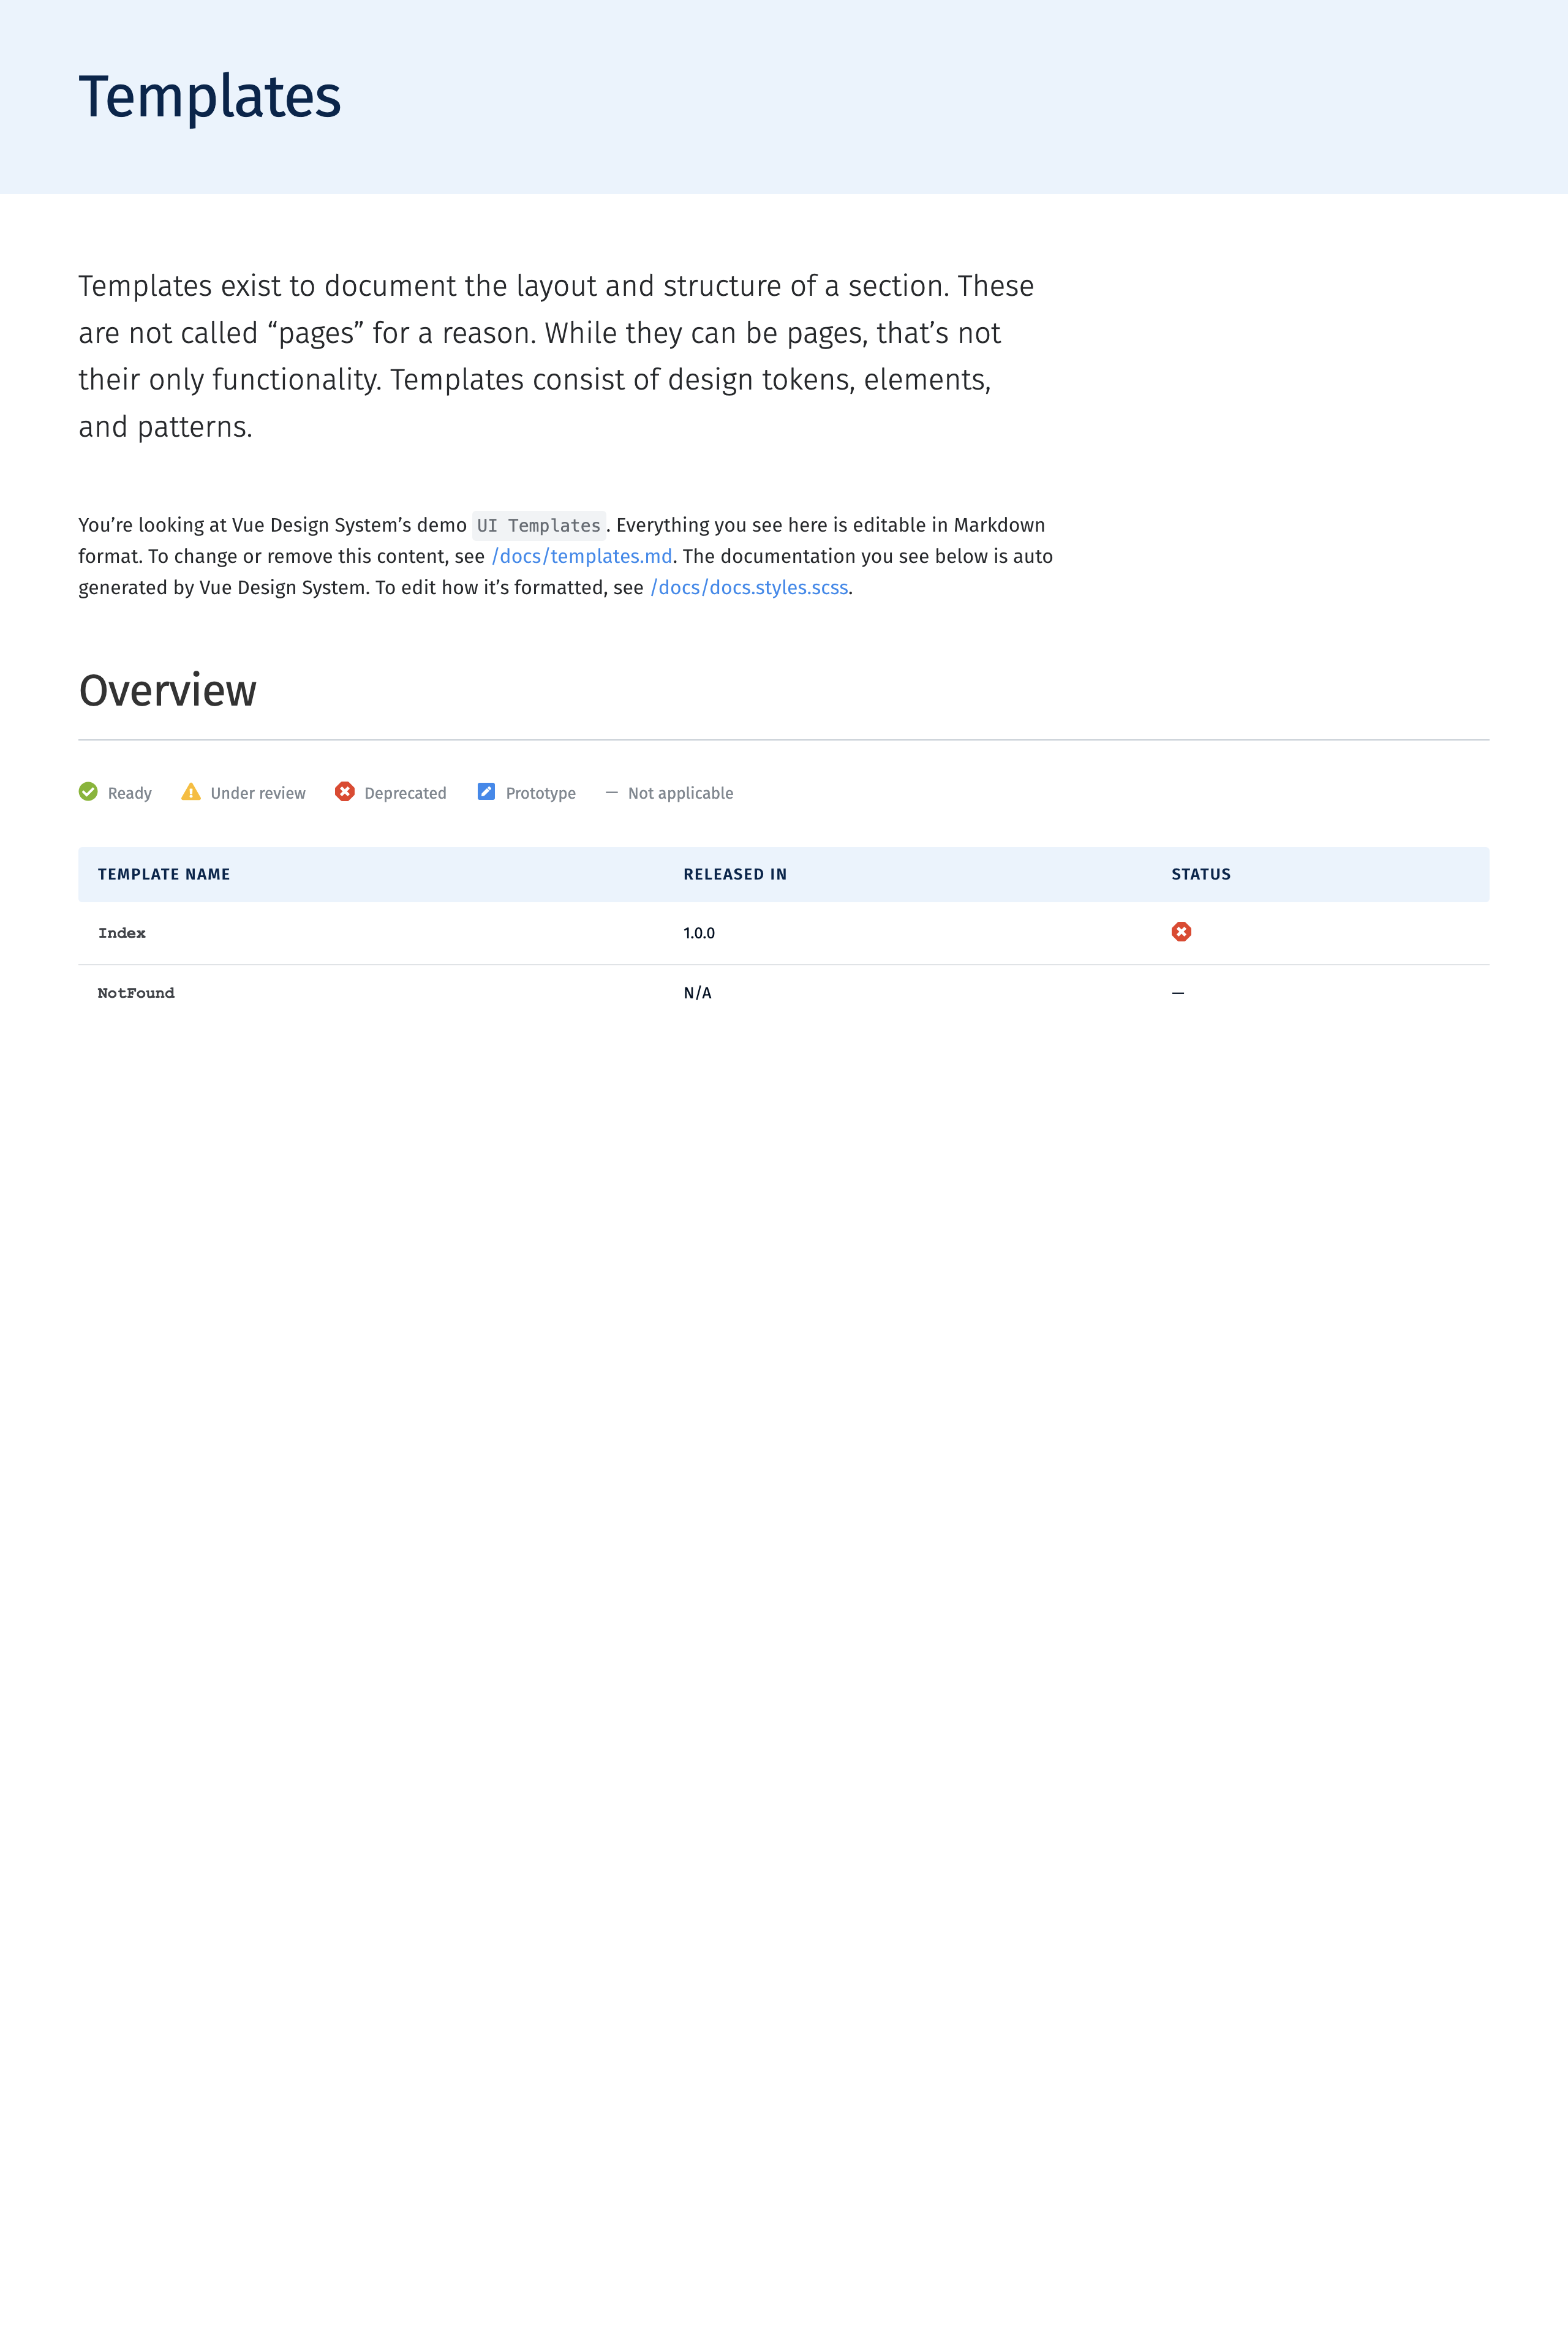 Templates
Templates exist to document the layout and structure of a section. These
are not called “pages” for a reason. While they can be pages, that’s not
their only functionality. Templates consist of design tokens, elements,
and patterns.
You’re looking at Vue Design System’s demo UI Templates. Everything you see here is editable in Markdown
format. To change or remove this content, see /docs/templates.md. The documentation you see below is auto
generated by Vue Design System. To edit how it’s formatted, see /docs/docs.styles.scss.
Overview
Ready Under review Deprecated Prototype — Not applicable
TEMPLATE NAME RELEASED IN STATUS
Index 1.0.0
NotFound N/A —